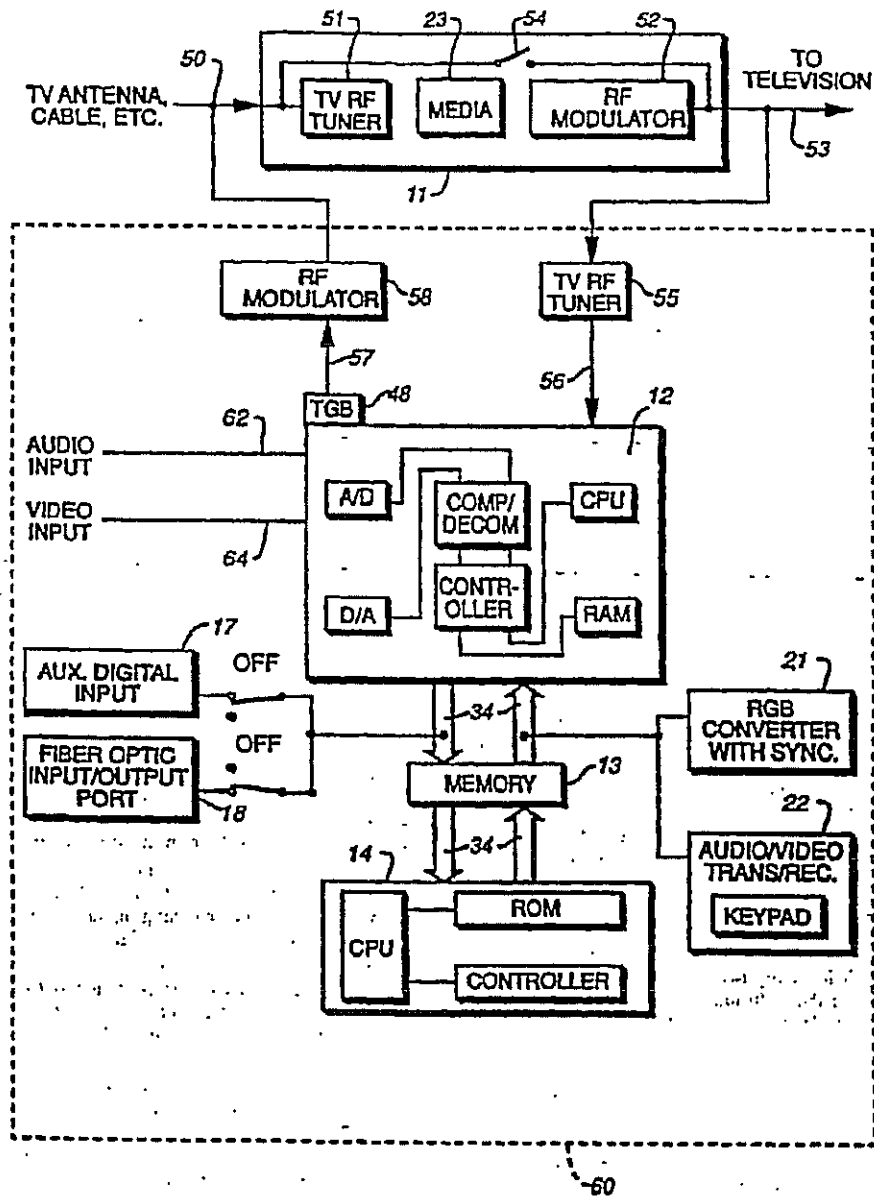 51
23
54
52
50
TO
TELEVISION
TV ANTENNA,
CABLE, ETC.
TV RF
TUNER
MEDIA
RF
MODULATOR
53
11
RF
MODULATOR
58
TV RF
TUNER
55
57
56
TGB
48
12
62
AUDIO
INPUT
VIDEO
INPUT
64
A/D
COMP/
DECOM
CPU
D/A
CONTR-
OLLER
RAM
17
AUX. DIGITAL
INPUT
OFF
OFF
FIBER OPTIC
INPUT/OUTPUT
PORT
18
34
21
RGB
CONVERTER
WITH SYNC.
MEMORY
13
34
22
AUDIO/VIDEO
TRANS/REC.
KEYPAD
14
CPU
ROM
CONTROLLER
60